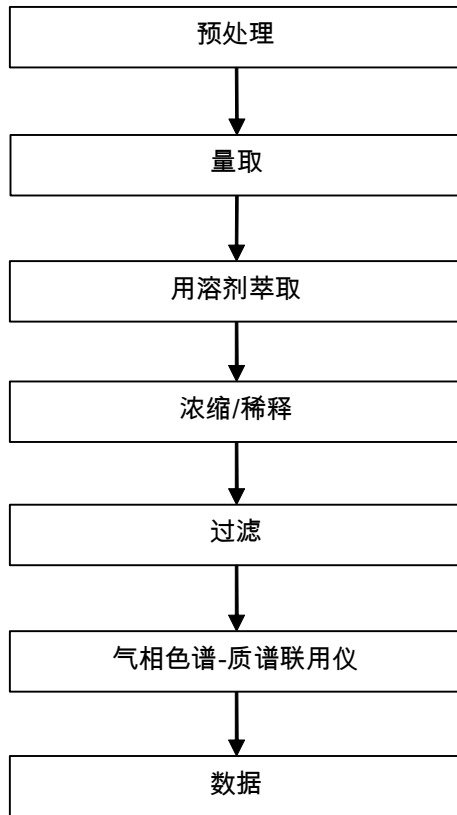 预处理
量取
用溶剂萃取
浓缩/稀释
过滤
气相色谱-质谱联用仪
数据